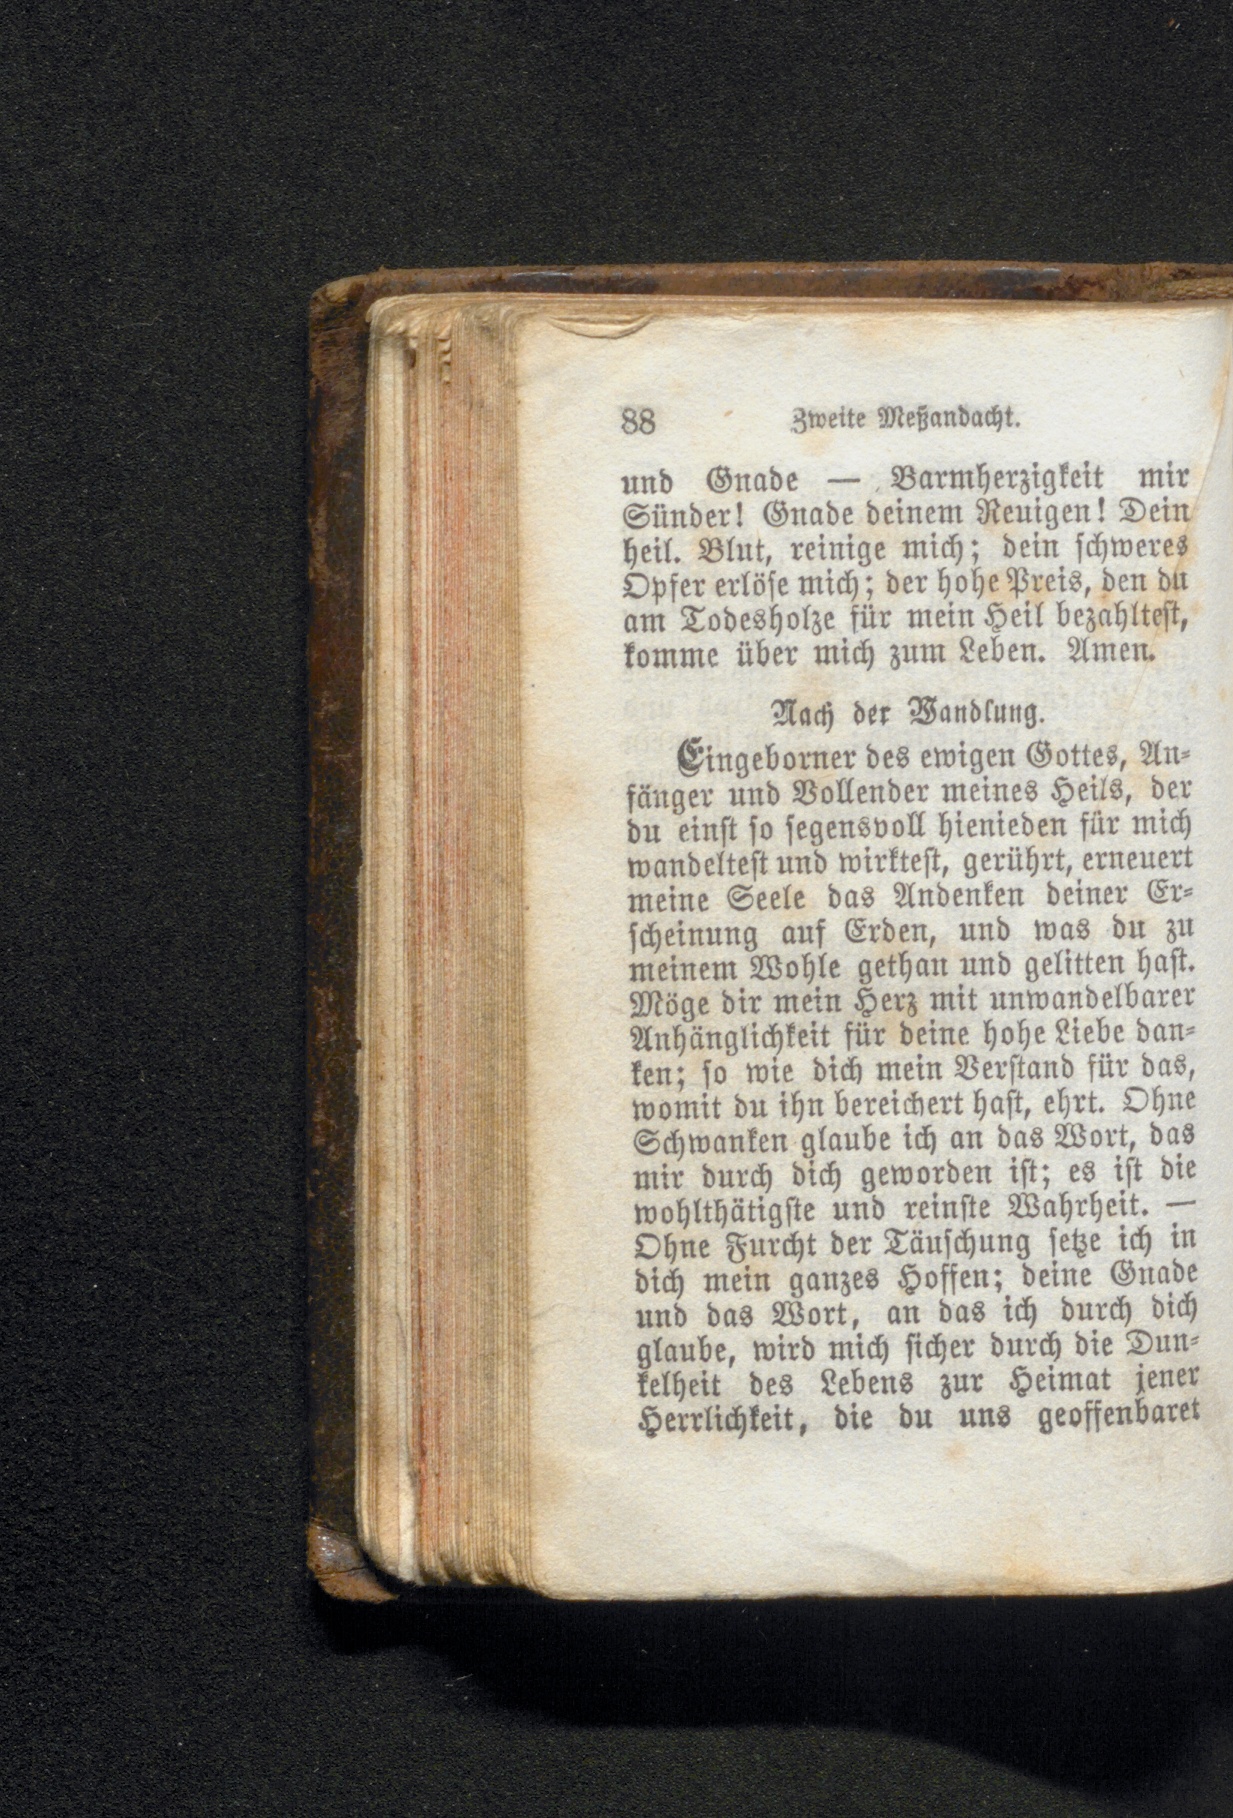 88 Zweite Meßandacht.
und Gnade — Barmherzigkeit mir
Sünder! Gnade deinem Reuigen! Dein
heil. Blut, reinige mich; dein schweres
Opfer erlöse mich; der hohe Preis, den du
am Todesholze für mein Heil bezahltest,
komme über mich zum Leben. Amen.
Nach der Wandlung.
Eingeborner des ewigen Gottes, An-
fänger und Vollender meines Heils, der
du einst so segensvoll hienieden für mich
wandeltest und wirktest, gerührt, erneuert
meine Seele das Andenken deiner Er-
scheinung auf Erden, und was du zu
meinem Wohle gethan und gelitten hast.
Möge dir mein Herz mit unwandelbarer
Anhänglichkeit für deine hohe Liebe dan-
ken; so wie dich mein Verstand für das,
womit du ihn bereichert hast, ehrt. Ohne
Schwanken glaube ich an das Wort, das
mir durch dich geworden ist; es ist die
wohlthätigste und reinste Wahrheit. —
Ohne Furcht der Täuschung setze ich in
dich mein ganzes Hoffen; deine Gnade
und das Wort, an das ich durch dich
glaube, wird mich sicher durch die Dun-
kelheit des Lebens zur Heimat jener
Herrlichkeit, die du uns geoffenbaret